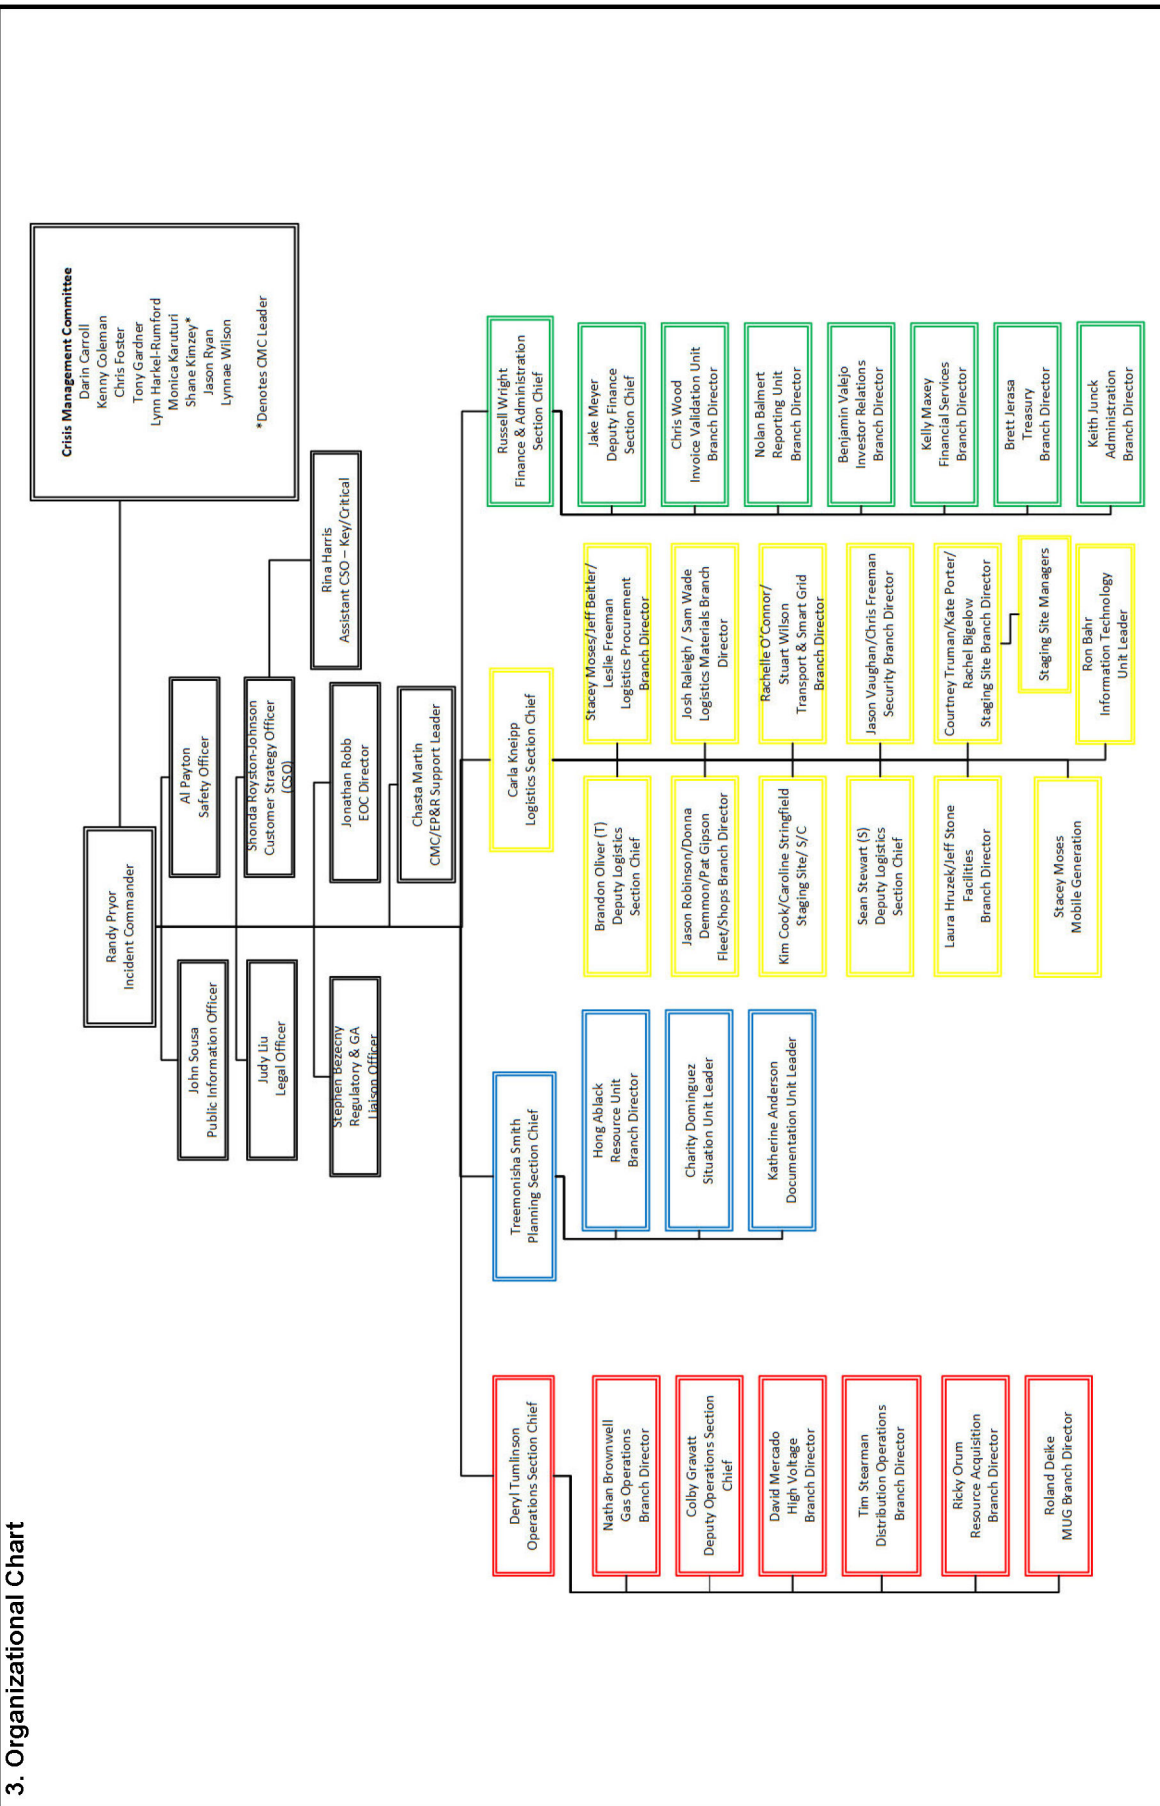 3. Organizational Chart
Crisis Management Committee
Darin Carroll
Kenny Coleman
Chris Foster
Tony Gardner
Lynn Harkel-Rumford
Monica Karuturi
Shane Kimzey*
Jason Ryan
Lynnae Wilson
*Denotes CMC Leader
Randy Pryor
Incident Commander
John Sousa
Public Information Officer
Al Payton
Safety Officer
Judy Liu
Legal Officer
Shonda Royston-Johnson
Customer Strategy Officer
(CSO)
Rina Harris
Assistant CSO – Key/Critical
Stephen Bezecny
Regulatory & GA
Liaison Officer
Jonathan Robb
EOC Director
Chasta Martin
CMC/EP&R Support Leader
Deryl Tumlinson
Operations Section Chief
Nathan Brownwell
Gas Operations
Branch Director
Colby Gravatt
Deputy Operations Section
Chief
David Mercado
High Voltage
Branch Director
Tim Stearman
Distribution Operations
Branch Director
Ricky Orum
Resource Acquisition
Branch Director
Roland Deike
MUG Branch Director
Treemonisha Smith
Planning Section Chief
Hong Ablack
Resource Unit
Branch Director
Charity Dominguez
Situation Unit Leader
Katherine Anderson
Documentation Unit Leader
Carla Kneipp
Logistics Section Chief
Brandon Oliver (T)
Deputy Logistics
Section Chief
Stacey Moses/Jeff Beitler/
Leslie Freeman
Logistics Procurement
Branch Director
Jason Robinson/Donna
Demmon/Pat Gipson
Fleet/Shops Branch Director
Josh Raleigh / Sam Wade
Logistics Materials Branch
Director
Kim Cook/Caroline Stringfield
Staging Site/ S/C
Rachelle O'Connor/
Stuart Wilson
Transport & Smart Grid
Branch Director
Sean Stewart (S)
Deputy Logistics
Section Chief
Jason Vaughan/Chris Freeman
Security Branch Director
Laura Hruzek/Jeff Stone
Facilities
Branch Director
Courtney Truman/Kate Porter/
Rachel Bigelow
Staging Site Branch Director
Staging Site Managers
Stacey Moses
Mobile Generation
Ron Bahr
Information Technology
Unit Leader
Russell Wright
Finance & Administration
Section Chief
Jake Meyer
Deputy Finance
Section Chief
Chris Wood
Invoice Validation Unit
Branch Director
Nolan Balmert
Reporting Unit
Branch Director
Benjamin Valejo
Investor Relations
Branch Director
Kelly Maxey
Financial Services
Branch Director
Brett Jerasa
Treasury
Branch Director
Keith Junck
Administration
Branch Director